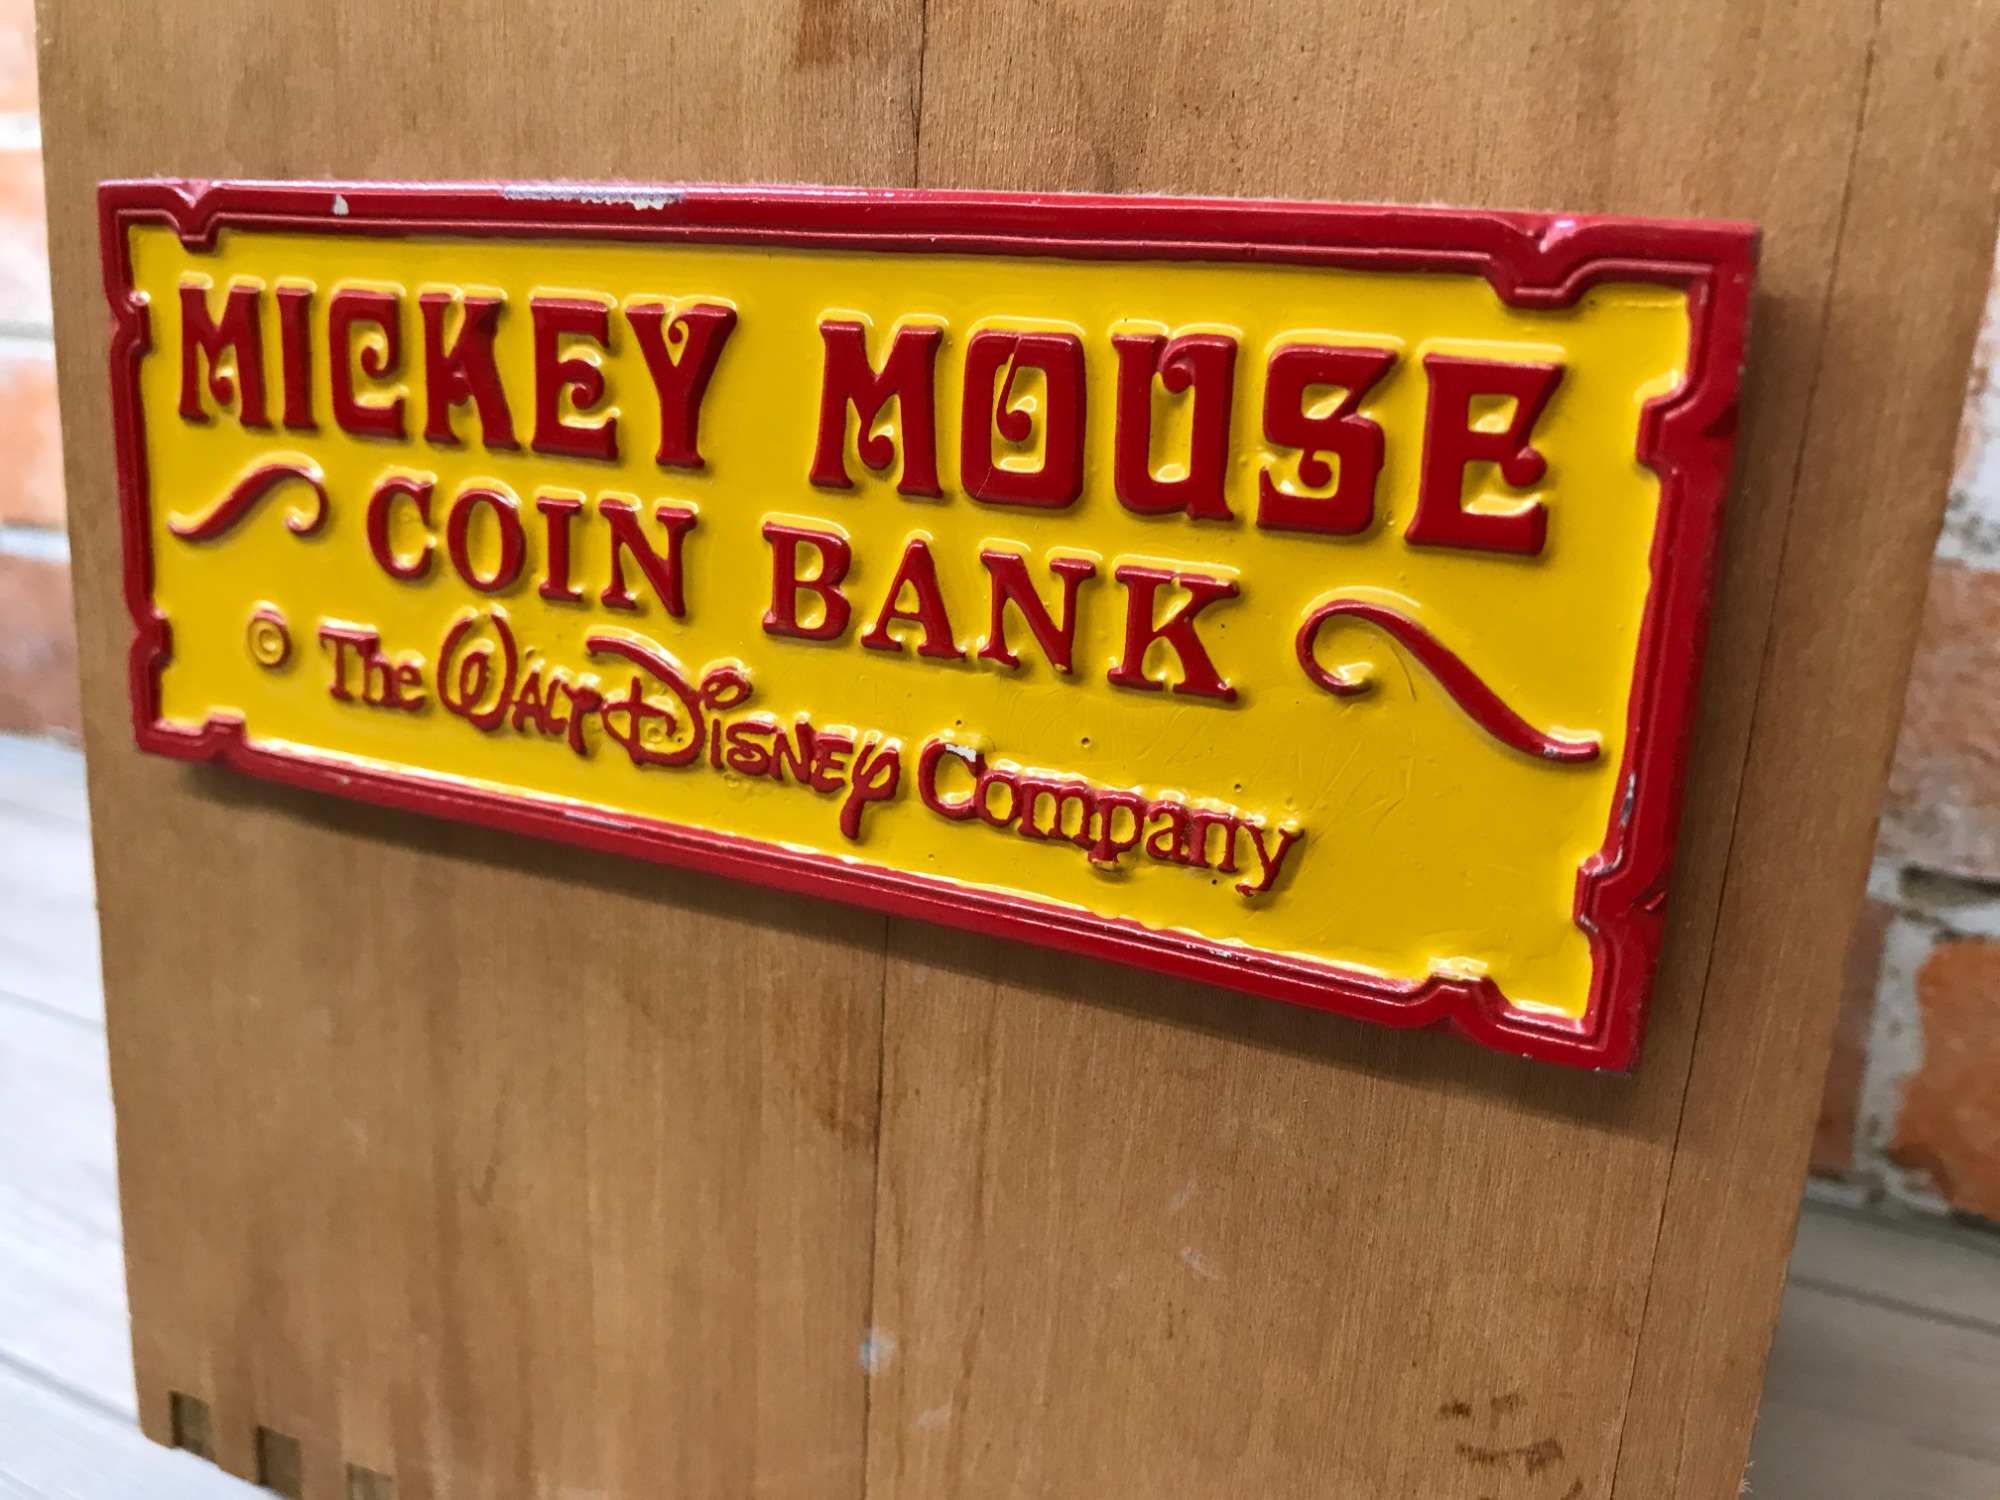 MICKEY MOUSE
COIN BANK
© The WALT DISNEY Company